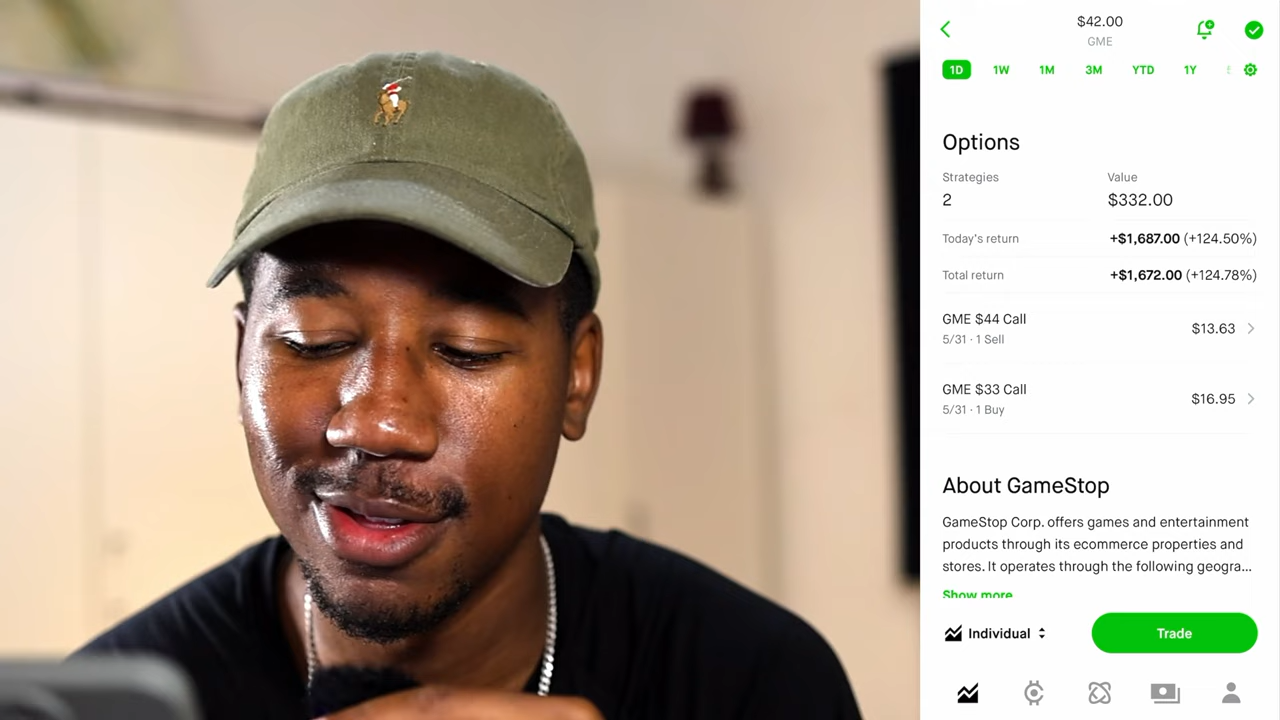 $42.00
GME
1D 1W 1M 3M YTD 1Y
Options
Strategies Value
2 $332.00
Today's return +$1,687.00 (+124.50%)
Total return +$1,672.00 (+124.78%)
GME $44 Call
$13.63
5/31 · 1 Sell
GME $33 Call
$16.95
5/31 · 1 Buy
About GameStop
GameStop Corp. offers games and entertainment
products through its ecommerce properties and
stores. It operates through the following geogra...
Show more
Individual Trade